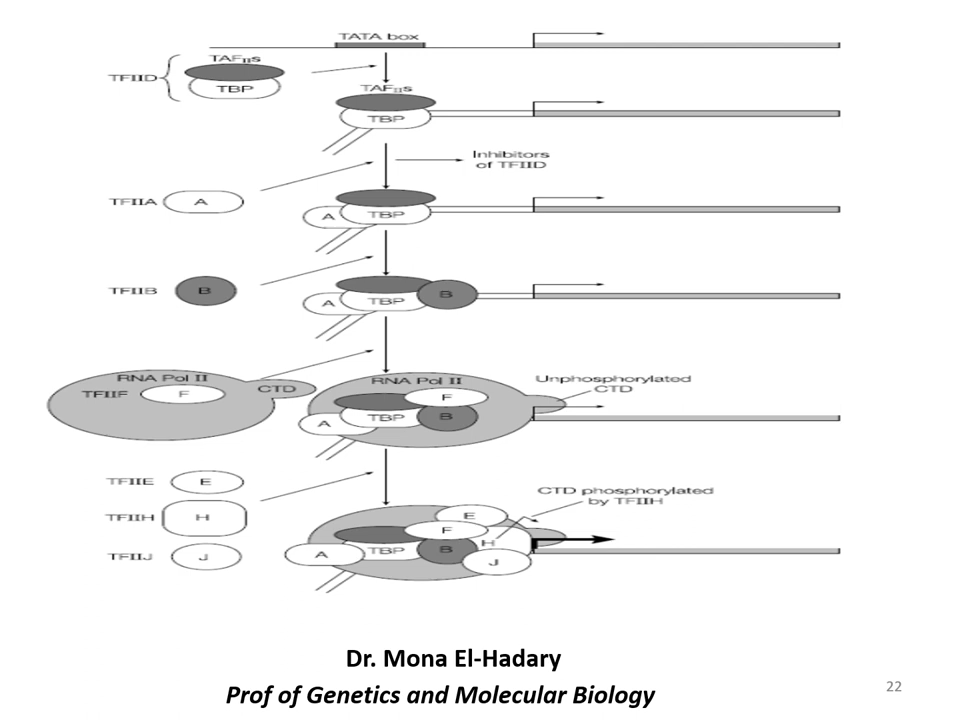 TATA box
TAFIIs
TFIID
TBP
TAFIIs
TBP
Inhibitors
of TFIID
TFIIA
A
A
TBP
TFIIB
B
A
TBP
B
RNA Pol II
TFIIF
F
CTD
RNA Pol II
F
A
TBP
B
Unphosphorylated
CTD
TFIIE
E
TFIIH
H
TFIIJ
J
CTD phosphorylated
by TFIIH
E
F
A
TBP
B
H
J
Dr. Mona El-Hadary
Prof of Genetics and Molecular Biology
22